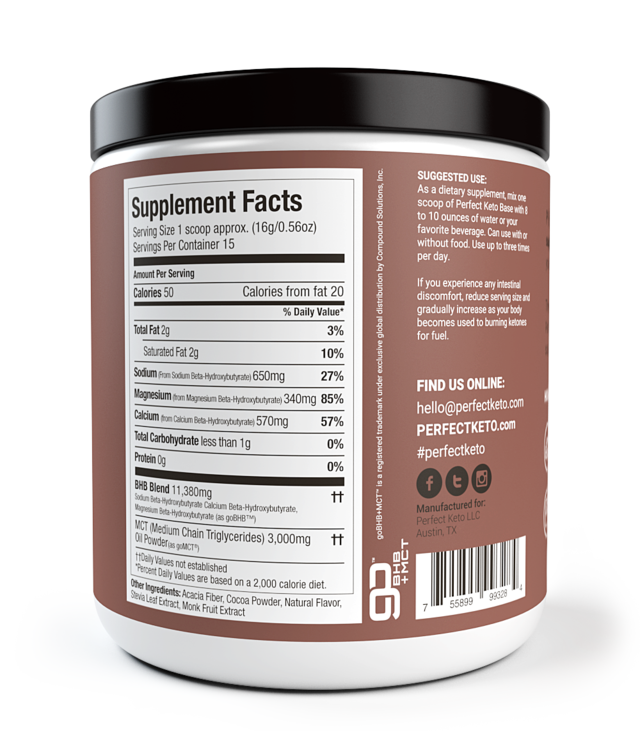 Supplement Facts
Serving Size 1 scoop approx. (16g/0.56oz)
Servings Per Container 15
Amount Per Serving
Calories 50 Calories from fat 20
% Daily Value*
Total Fat 2g 3%
Saturated Fat 2g 10%
Sodium (From Sodium Beta-Hydroxybutyrate) 650mg 27%
Magnesium (from Magnesium Beta-Hydroxybutyrate) 340mg 85%
Calcium (from Calcium Beta-Hydroxybutyrate) 570mg 57%
Total Carbohydrate less than 1g 0%
Protein 0g 0%
BHB Blend 11,380mg ††
Sodium Beta-Hydroxybutyrate Calcium Beta-Hydroxybutyrate,
Magnesium Beta-Hydroxybutyrate (as goBHB™)
MCT (Medium Chain Triglycerides) 3,000mg ††
Oil Powder (as goMCT®)
††Daily Values not established
*Percent Daily Values are based on a 2,000 calorie diet.
Other Ingredients: Acacia Fiber, Cocoa Powder, Natural Flavor,
Stevia Leaf Extract, Monk Fruit Extract
goBHB+MCT™ is a registered trademark under exclusive global distribution by Compound Solutions, Inc.
go™
BHB
+MCT
SUGGESTED USE:
As a dietary supplement, mix one
scoop of Perfect Keto Base with 8
to 10 ounces of water or your
favorite beverage. Can use with or
without food. Use up to three times
per day.
If you experience any intestinal
discomfort, reduce serving size and
gradually increase as your body
becomes used to burning ketones
for fuel.
FIND US ONLINE:
hello@perfectketo.com
PERFECTKETO.com
#perfectketo
Manufactured for:
Perfect Keto LLC
Austin, TX
7 55899 99328 4